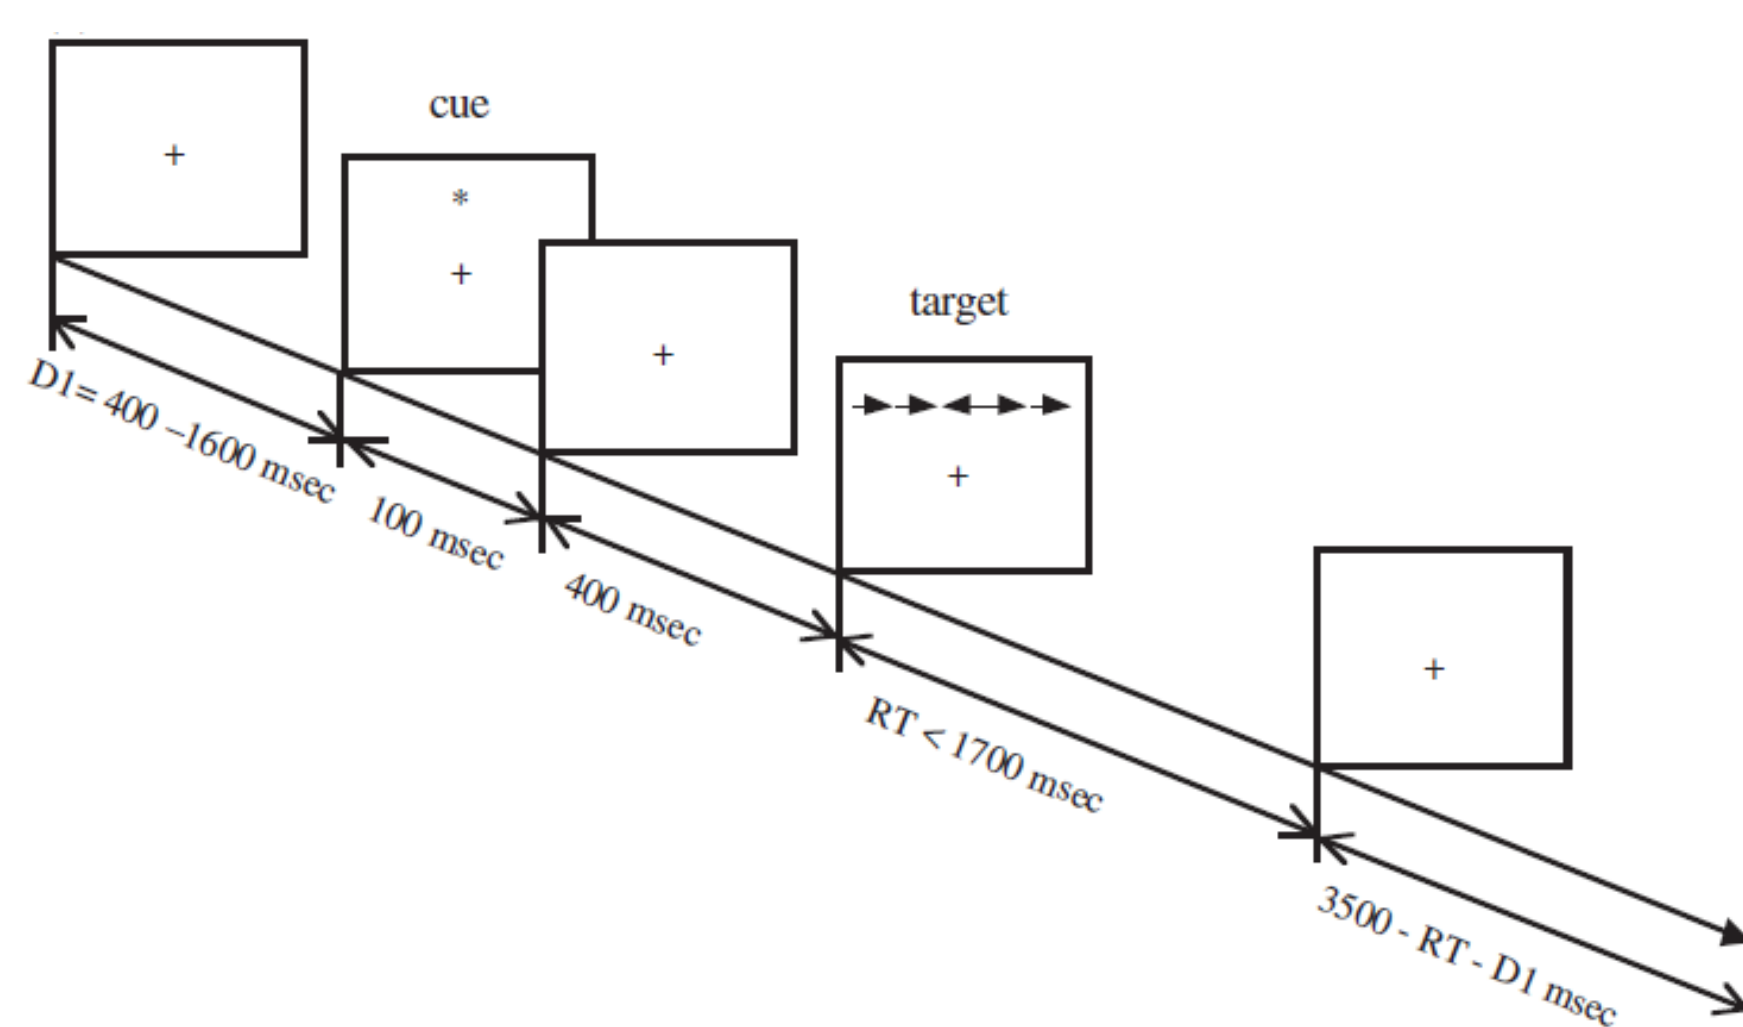 +
cue
*
+
+
target
+
+
D1= 400 –1600 msec
100 msec
400 msec
RT < 1700 msec
3500 - RT - D1 msec